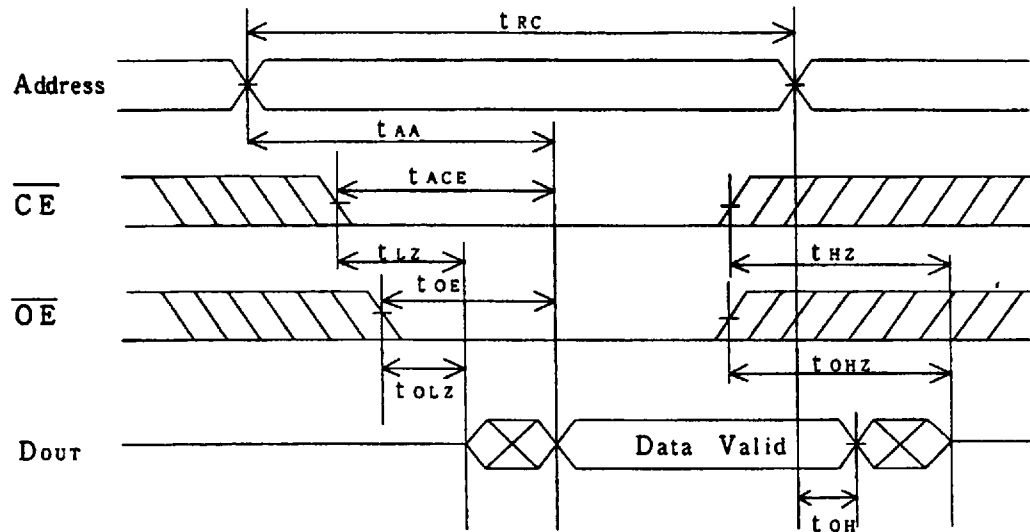 tRC
Address
tAA
CE
tACE
tLZ
tHZ
OE
tOE
tOLZ
tOHZ
DOUT
Data Valid
tOH